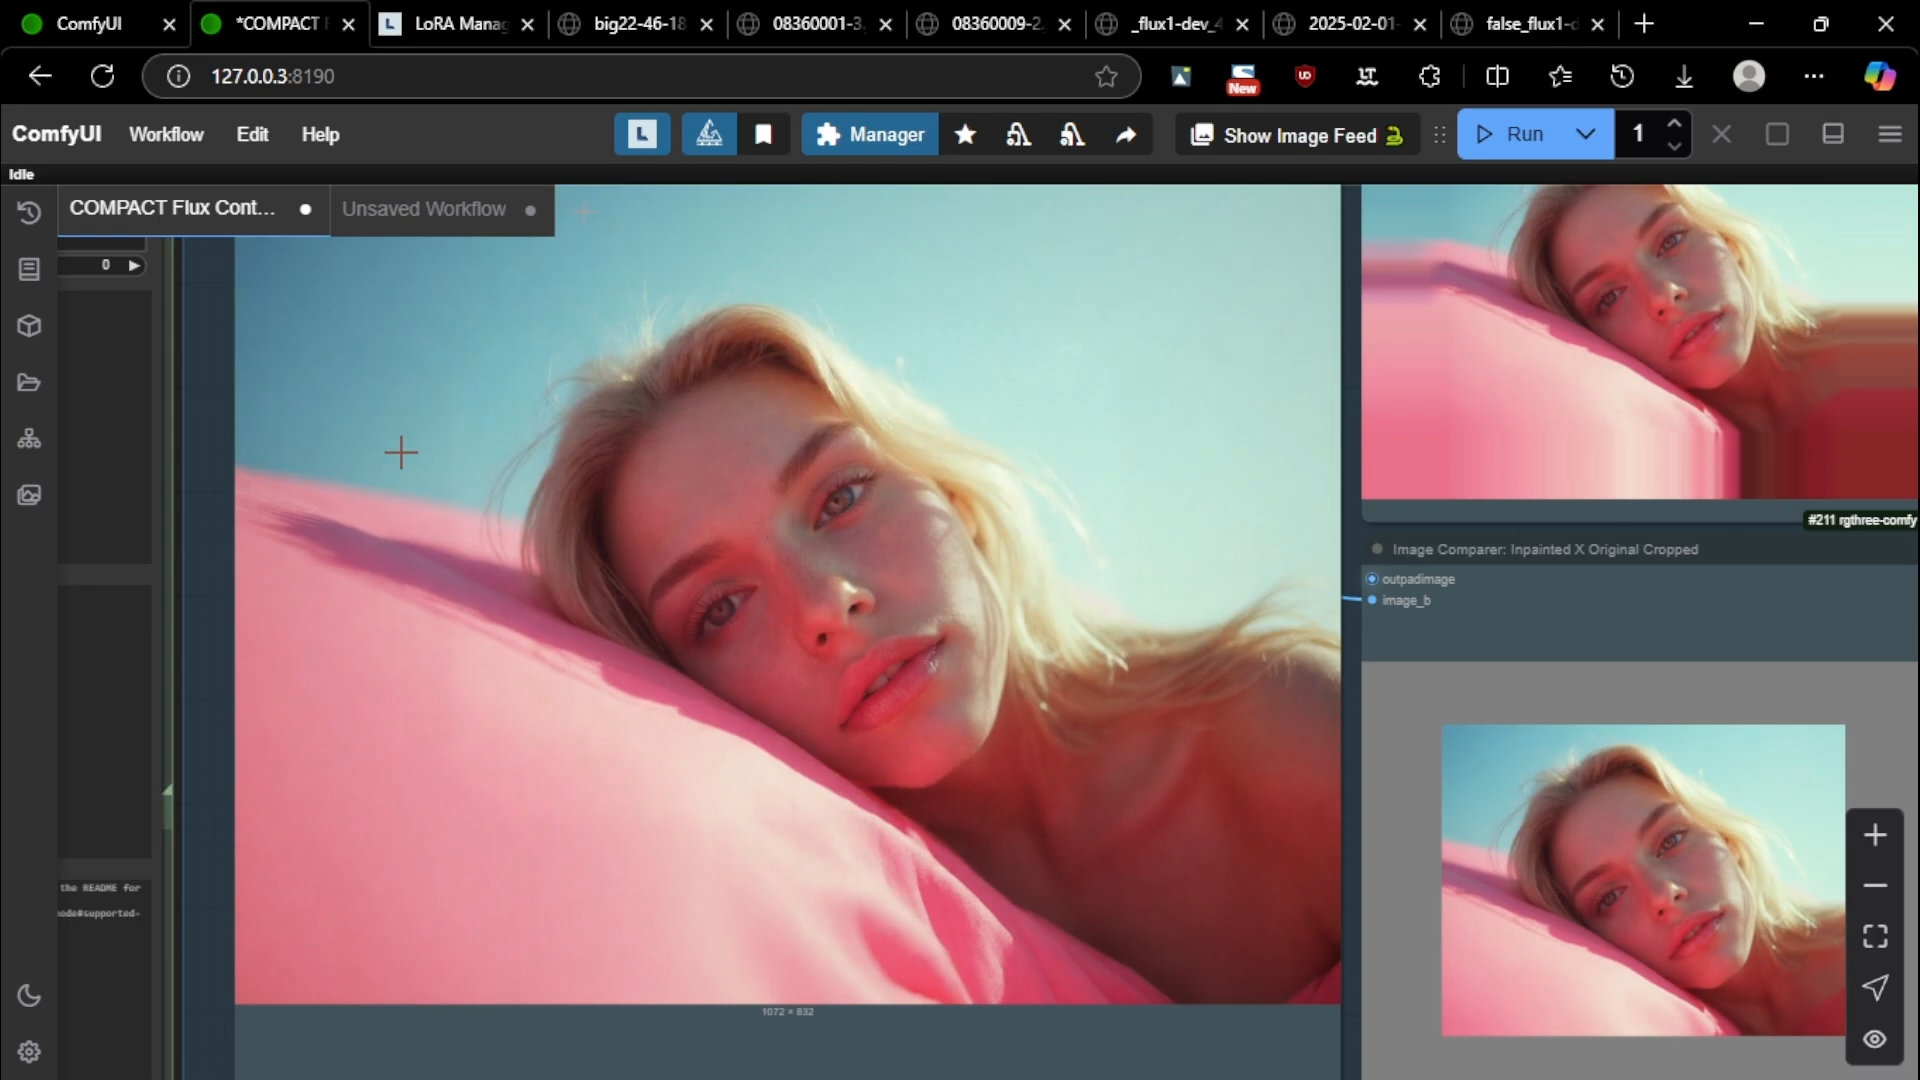 ComfyUI
*COMPACT F
LoRA Manag
big22-46-18
08360001-3
08360009-2
_flux1-dev_4
2025-02-01-
false_flux1-d
127.0.0.3:8190
New
ComfyUI Workflow Edit Help
L
Manager
Show Image Feed
Run
1
Idle
COMPACT Flux Cont...
Unsaved Workflow
0
#211 rgthree-comfy
Image Comparer: Inpainted X Original Cropped
outpadimage
image_b
the README for
node#supported-
1072 × 832